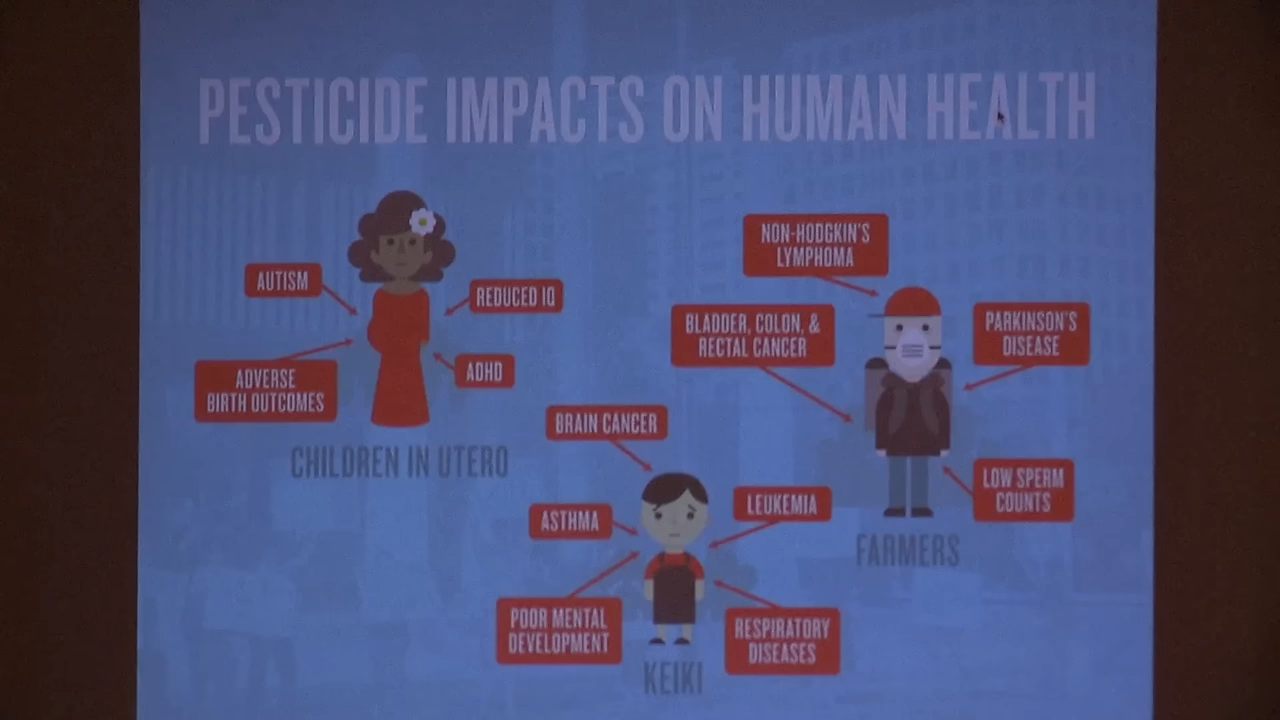 PESTICIDE IMPACTS ON HUMAN HEALTH
AUTISM
REDUCED IQ
ADVERSE
BIRTH OUTCOMES
ADHD
CHILDREN IN UTERO
NON-HODGKIN'S
LYMPHOMA
BLADDER, COLON, &
RECTAL CANCER
PARKINSON'S
DISEASE
LOW SPERM
COUNTS
FARMERS
BRAIN CANCER
ASTHMA
LEUKEMIA
POOR MENTAL
DEVELOPMENT
RESPIRATORY
DISEASES
KEIKI